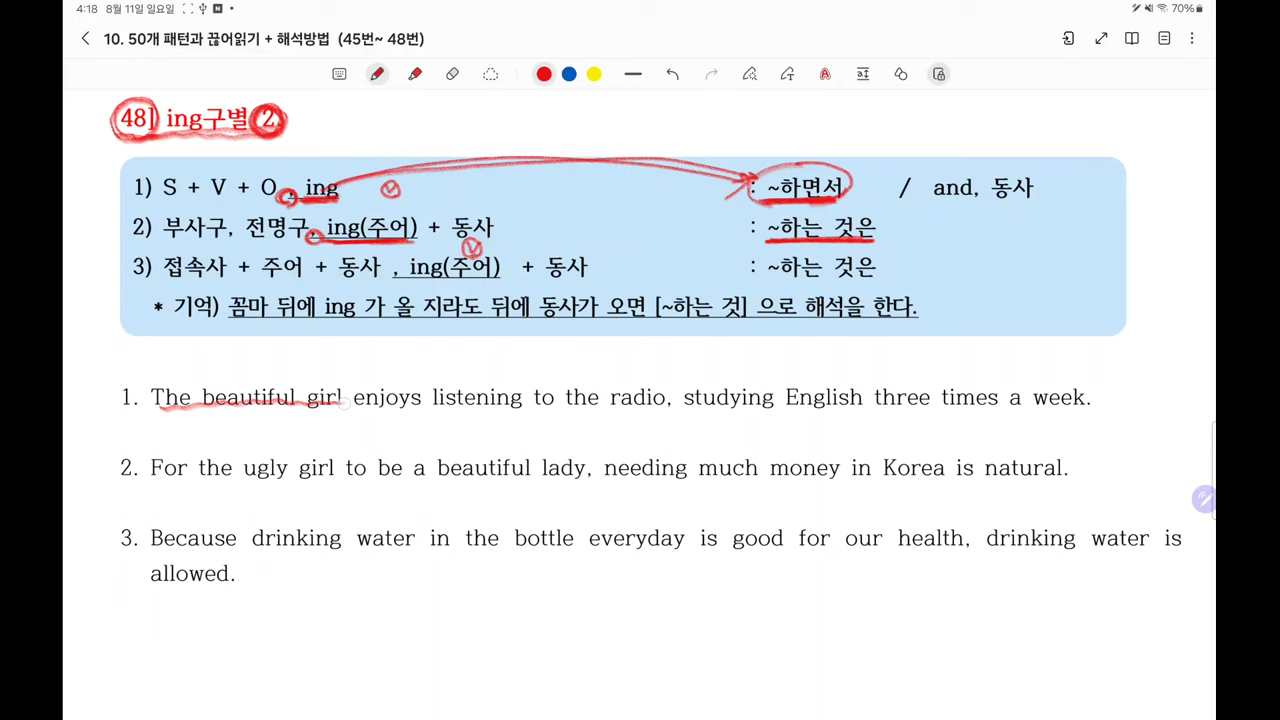 4:18 8월 11일 일요일 N • 70%
10. 50개 패턴과 끊어읽기 + 해석방법 (45번~ 48번)
48] ing구별 2.
1) S + V + O , ing : ~하면서 / and, 동사
2) 부사구, 전명구, ing(주어) + 동사 : ~하는 것은
3) 접속사 + 주어 + 동사 , ing(주어) + 동사 : ~하는 것은
* 기억) 꼼마 뒤에 ing 가 올 지라도 뒤에 동사가 오면 [~하는 것] 으로 해석을 한다.
1. The beautiful girl enjoys listening to the radio, studying English three times a week.
2. For the ugly girl to be a beautiful lady, needing much money in Korea is natural.
3. Because drinking water in the bottle everyday is good for our health, drinking water is
allowed.